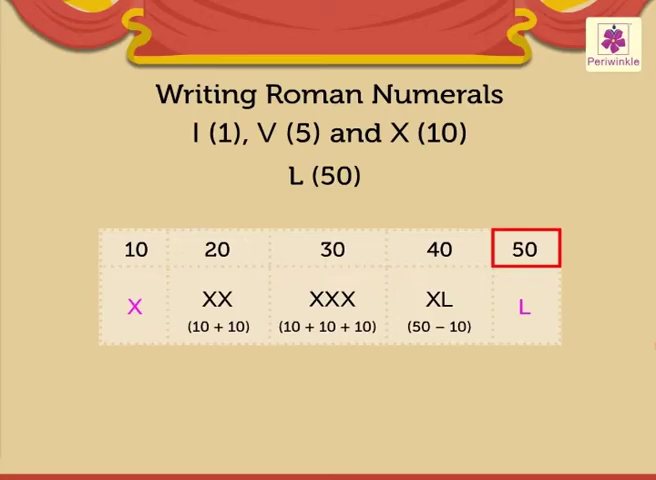 Periwinkle
Writing Roman Numerals
I (1), V (5) and X (10)
L (50)
10 20 30 40 50
X XX XXX XL L
(10 + 10) (10 + 10 + 10) (50 − 10)